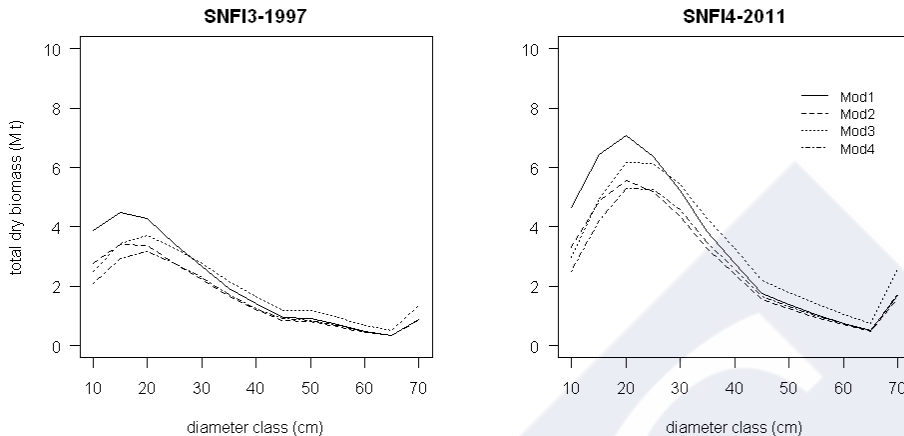 SNFI3-1997
total dry biomass (M t)
10
8
6
4
2
0
10 20 30 40 50 60 70
diameter class (cm)
SNFI4-2011
10
8
6
4
2
0
Mod1
Mod2
Mod3
Mod4
10 20 30 40 50 60 70
diameter class (cm)